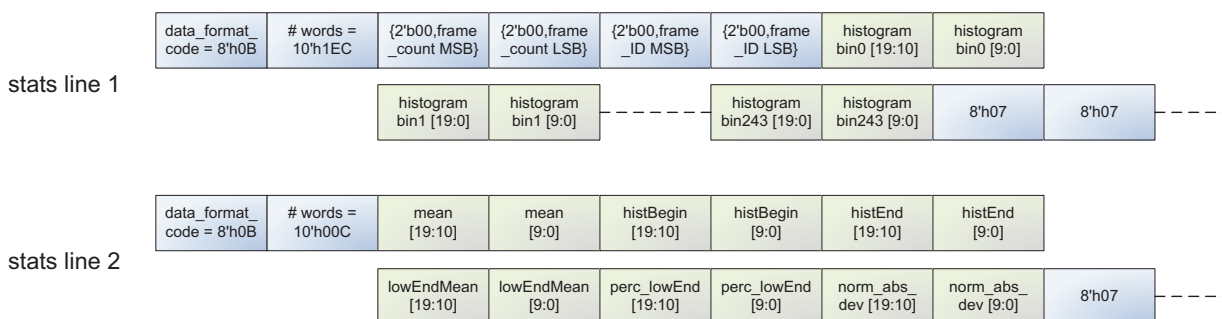 stats line 1
data_format_
code = 8'h0B
# words =
10'h1EC
{2'b00,frame
_count MSB}
{2'b00,frame
_count LSB}
{2'b00,frame
_ID MSB}
{2'b00,frame
_ID LSB}
histogram
bin0 [19:10]
histogram
bin0 [9:0]
histogram
bin1 [19:0]
histogram
bin1 [9:0]
histogram
bin243 [19:0]
histogram
bin243 [9:0]
8'h07
8'h07
stats line 2
data_format_
code = 8'h0B
# words =
10'h00C
mean
[19:10]
mean
[9:0]
histBegin
[19:10]
histBegin
[9:0]
histEnd
[19:10]
histEnd
[9:0]
lowEndMean
[19:10]
lowEndMean
[9:0]
perc_lowEnd
[19:10]
perc_lowEnd
[9:0]
norm_abs_
dev [19:10]
norm_abs_
dev [9:0]
8'h07